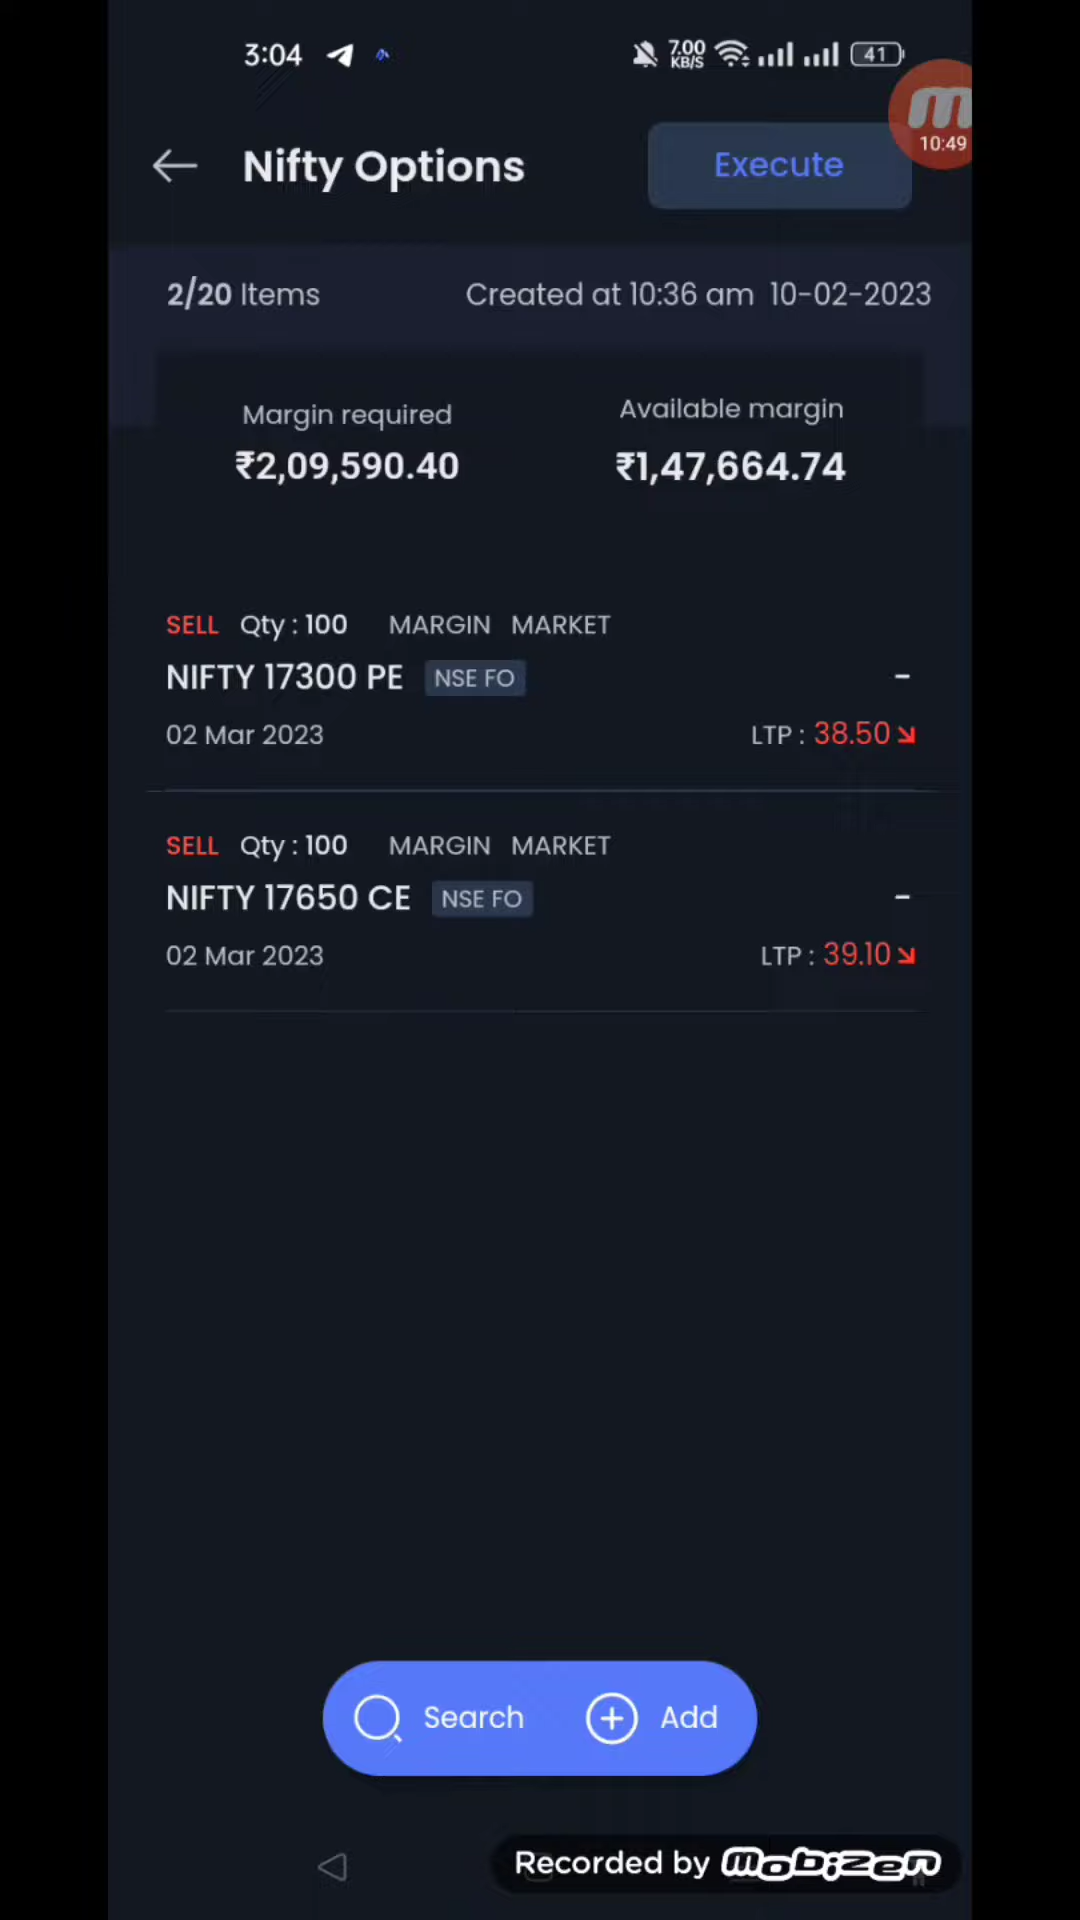 3:04 7.00 KB/S 41
10:49
Nifty Options Execute
2/20 Items Created at 10:36 am 10-02-2023
Margin required Available margin
₹2,09,590.40 ₹1,47,664.74
SELL Qty : 100 MARGIN MARKET
NIFTY 17300 PE NSE FO -
02 Mar 2023 LTP : 38.50
SELL Qty : 100 MARGIN MARKET
NIFTY 17650 CE NSE FO -
02 Mar 2023 LTP : 39.10
Search Add
Recorded by mobizen